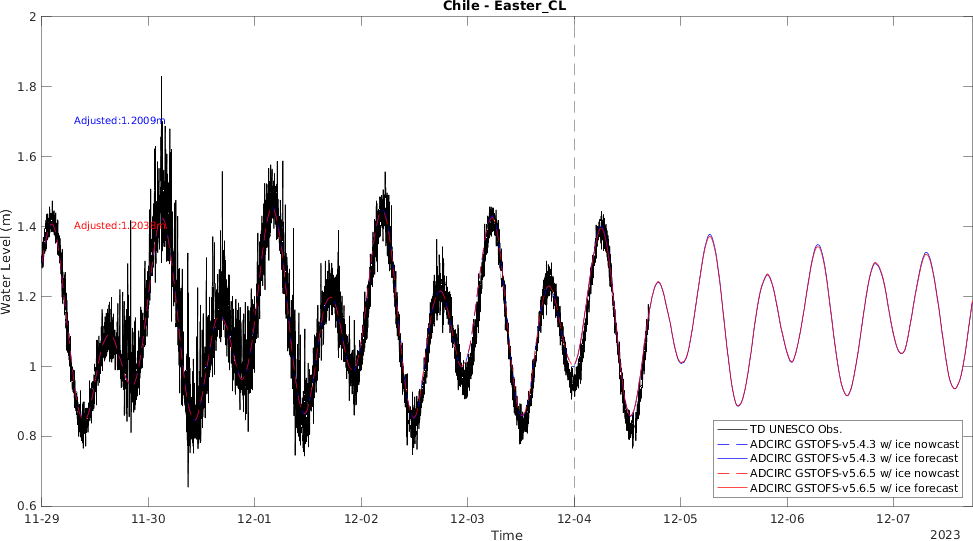 Chile - Easter_CL
2
1.8
1.6
1.4
1.2
1
0.8
0.6
Water Level (m)
Adjusted:1.2009m
TD UNESCO Obs.
ADCIRC GSTOFS-v5.4.3 w/ ice nowcast
ADCIRC GSTOFS-v5.4.3 w/ ice forecast
ADCIRC GSTOFS-v5.6.5 w/ ice nowcast
ADCIRC GSTOFS-v5.6.5 w/ ice forecast
11-29 11-30 12-01 12-02 12-03 12-04 12-05 12-06 12-07
Time
2023